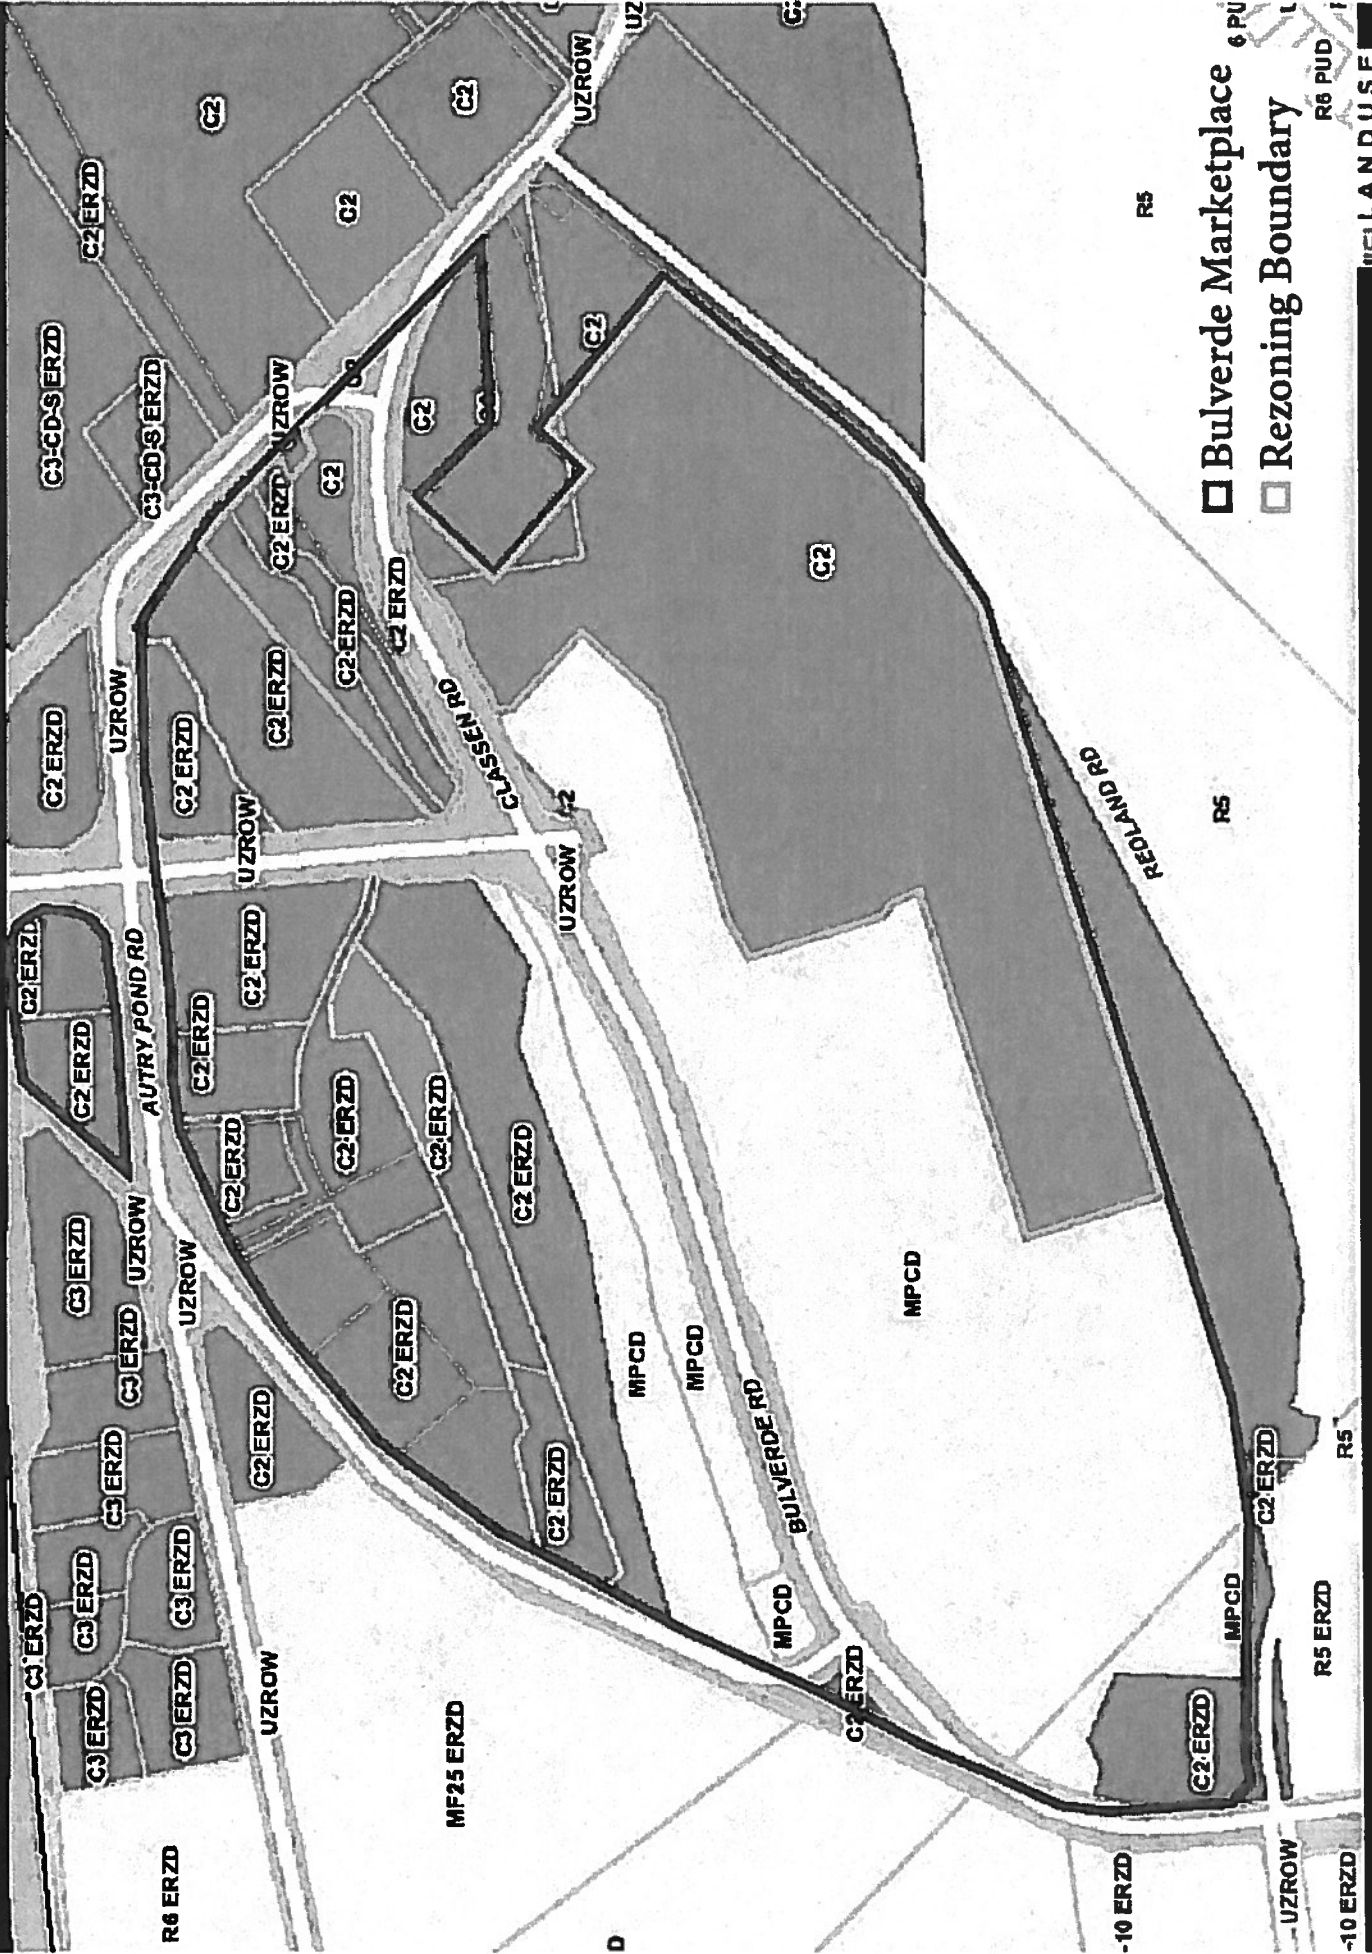 R6 ERZD
C3 ERZD
C3 ERZD
C3 ERZD
C3 ERZD
C3 ERZD
C3 ERZD
C3 ERZD
C3 ERZD
UZROW
UZROW
UZROW
C2 ERZD
C2 ERZD
AUTRY POND RD
UZROW
C2 ERZD
C3-CD-S ERZD
C3-CD-S ERZD
C2 ERZD
C2
C2
C2
C2
UZROW
UZ
UZROW
MF25 ERZD
C2 ERZD
C2 ERZD
C2 ERZD
C2 ERZD
C2 ERZD
C2 ERZD
C2 ERZD
C2 ERZD
C2 ERZD
UZROW
C2 ERZD
C2 ERZD
C2 ERZD
C2 ERZD
C2 ERZD
C2
C2
C2
CLASSEN RD
UZROW
MPCD
MPCD
MPCD
BULVERDE RD
C2 ERZD
MPCD
C2
REDLAND RD
R5
R5
D
-10 ERZD
C2 ERZD
MPCD
C2 ERZD
R5
R5 ERZD
UZROW
-10 ERZD
Bulverde Marketplace
Rezoning Boundary
6 PU
R6 PUD
LANDUSE